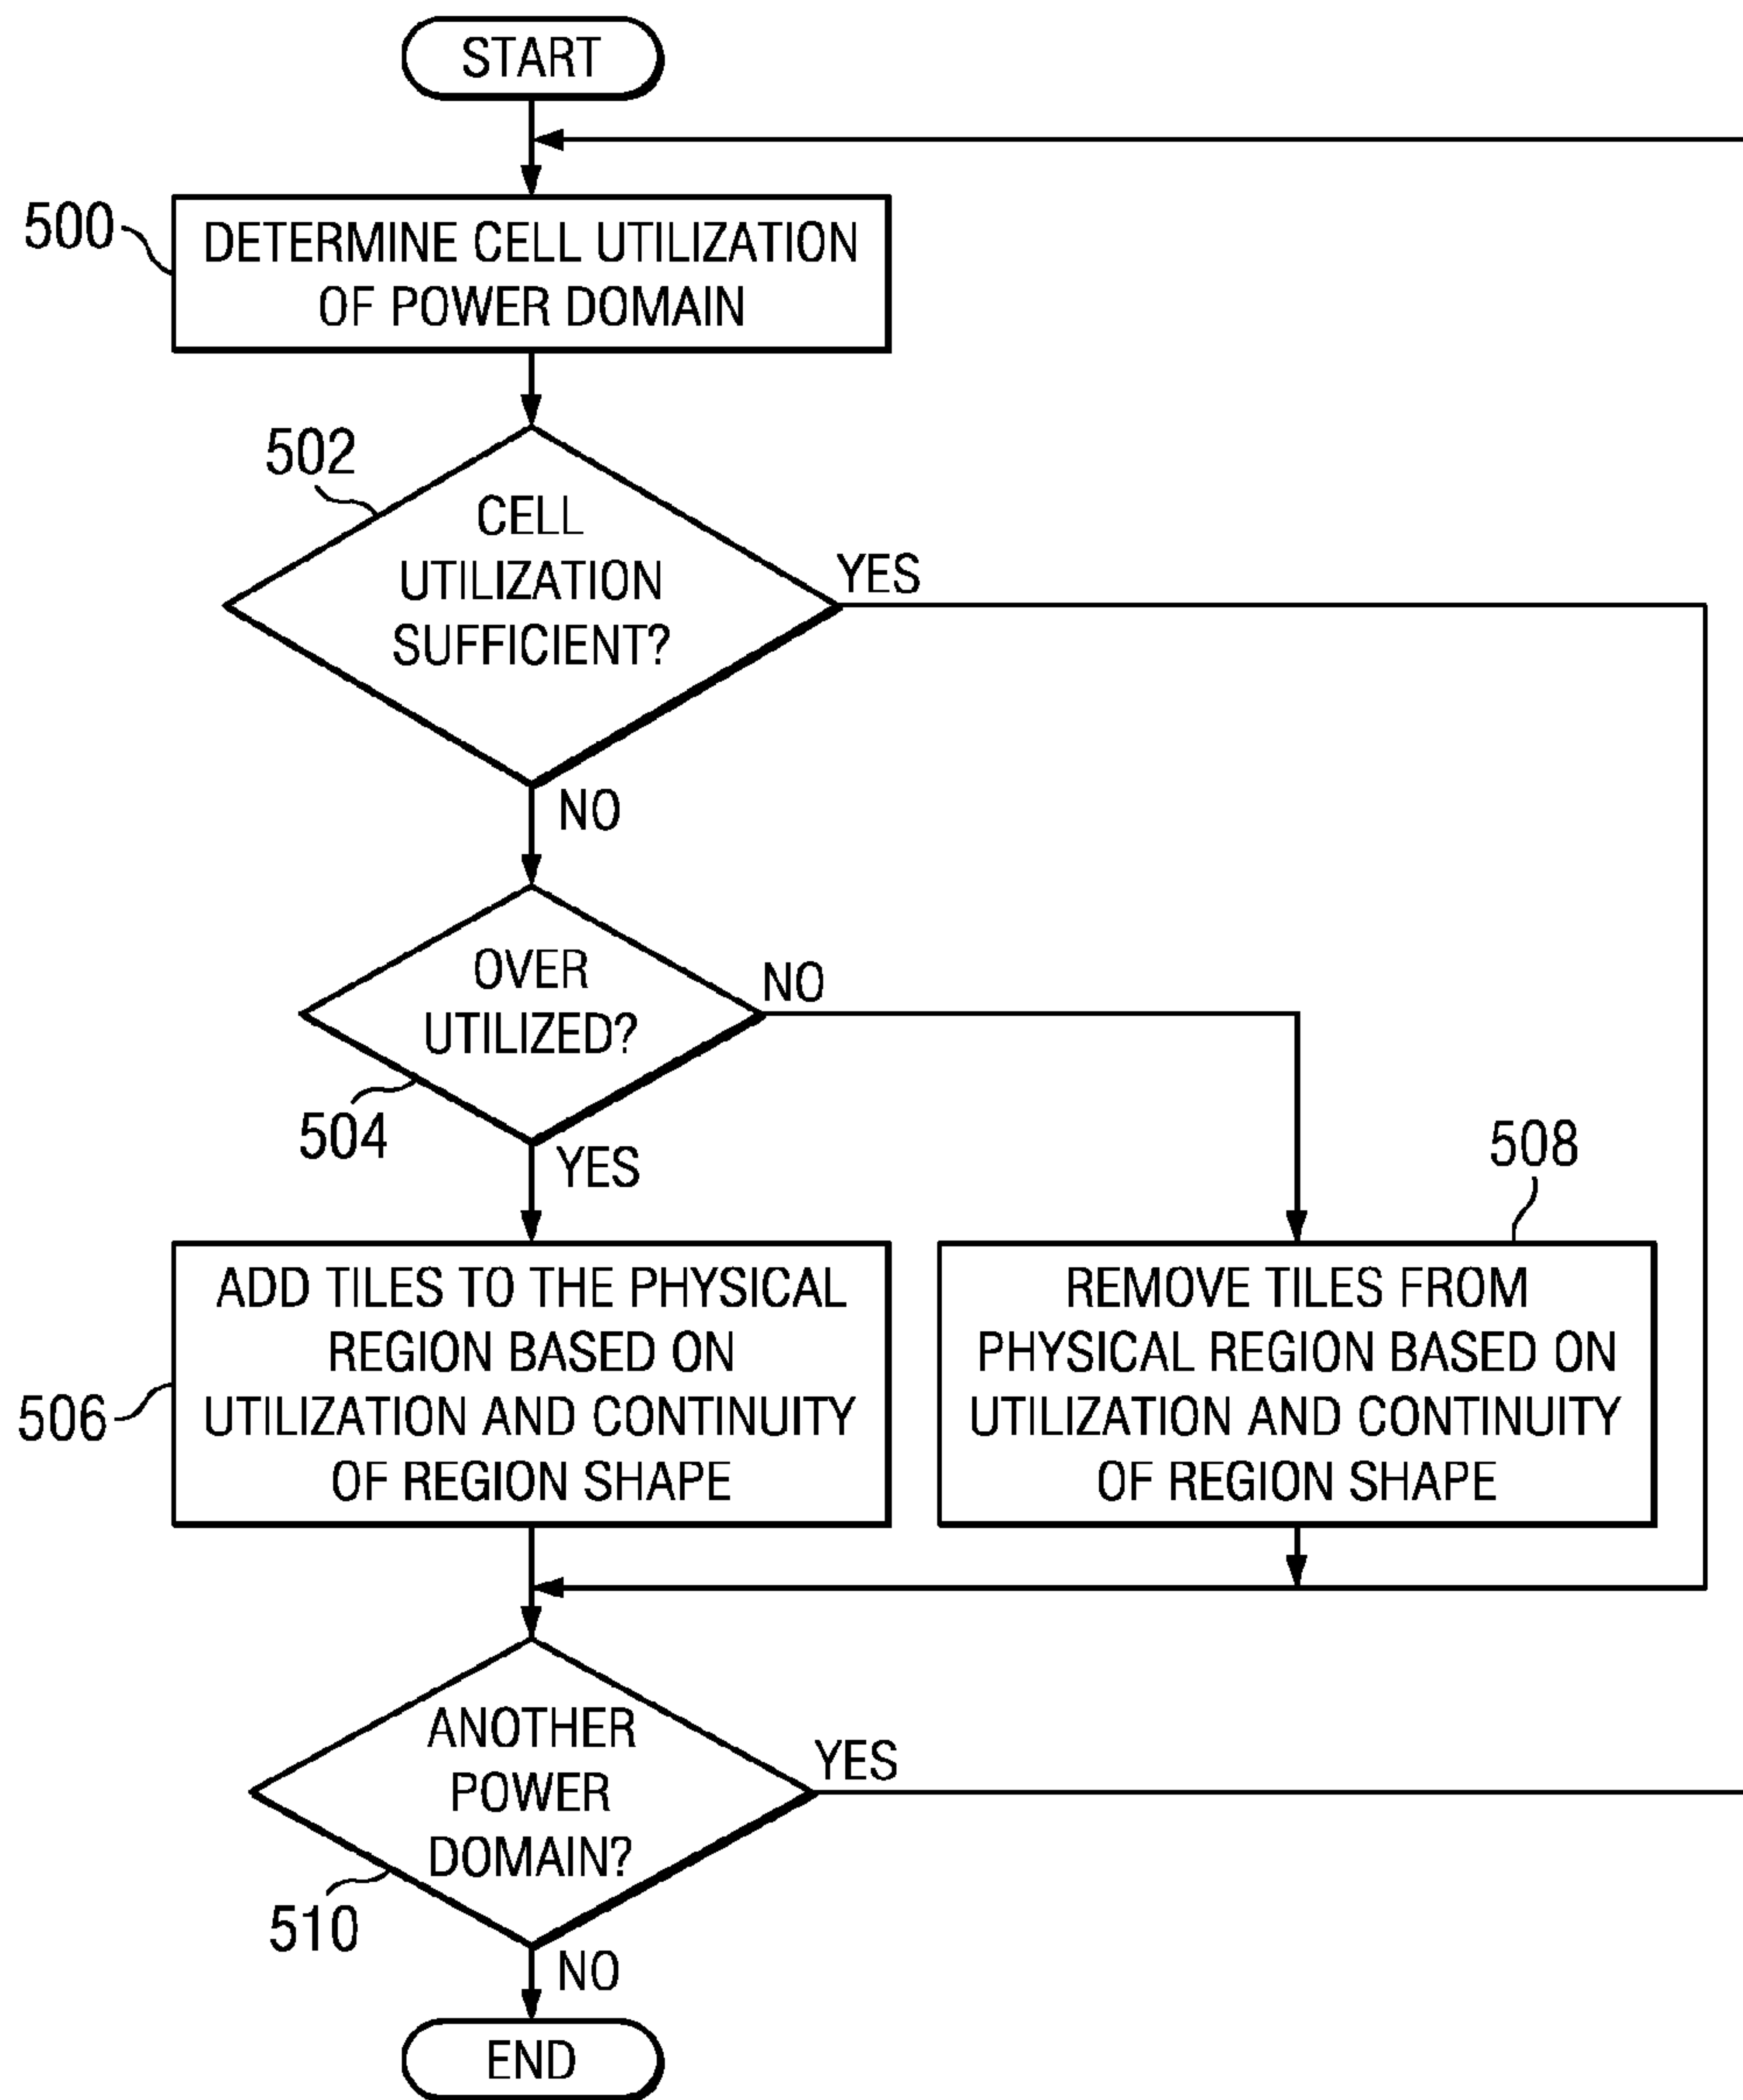 START
500
DETERMINE CELL UTILIZATION
OF POWER DOMAIN
502
CELL
UTILIZATION
SUFFICIENT?
YES
NO
OVER
UTILIZED?
NO
504
YES
508
ADD TILES TO THE PHYSICAL
REGION BASED ON
UTILIZATION AND CONTINUITY
OF REGION SHAPE
506
REMOVE TILES FROM
PHYSICAL REGION BASED ON
UTILIZATION AND CONTINUITY
OF REGION SHAPE
ANOTHER
POWER
DOMAIN?
YES
510
NO
END